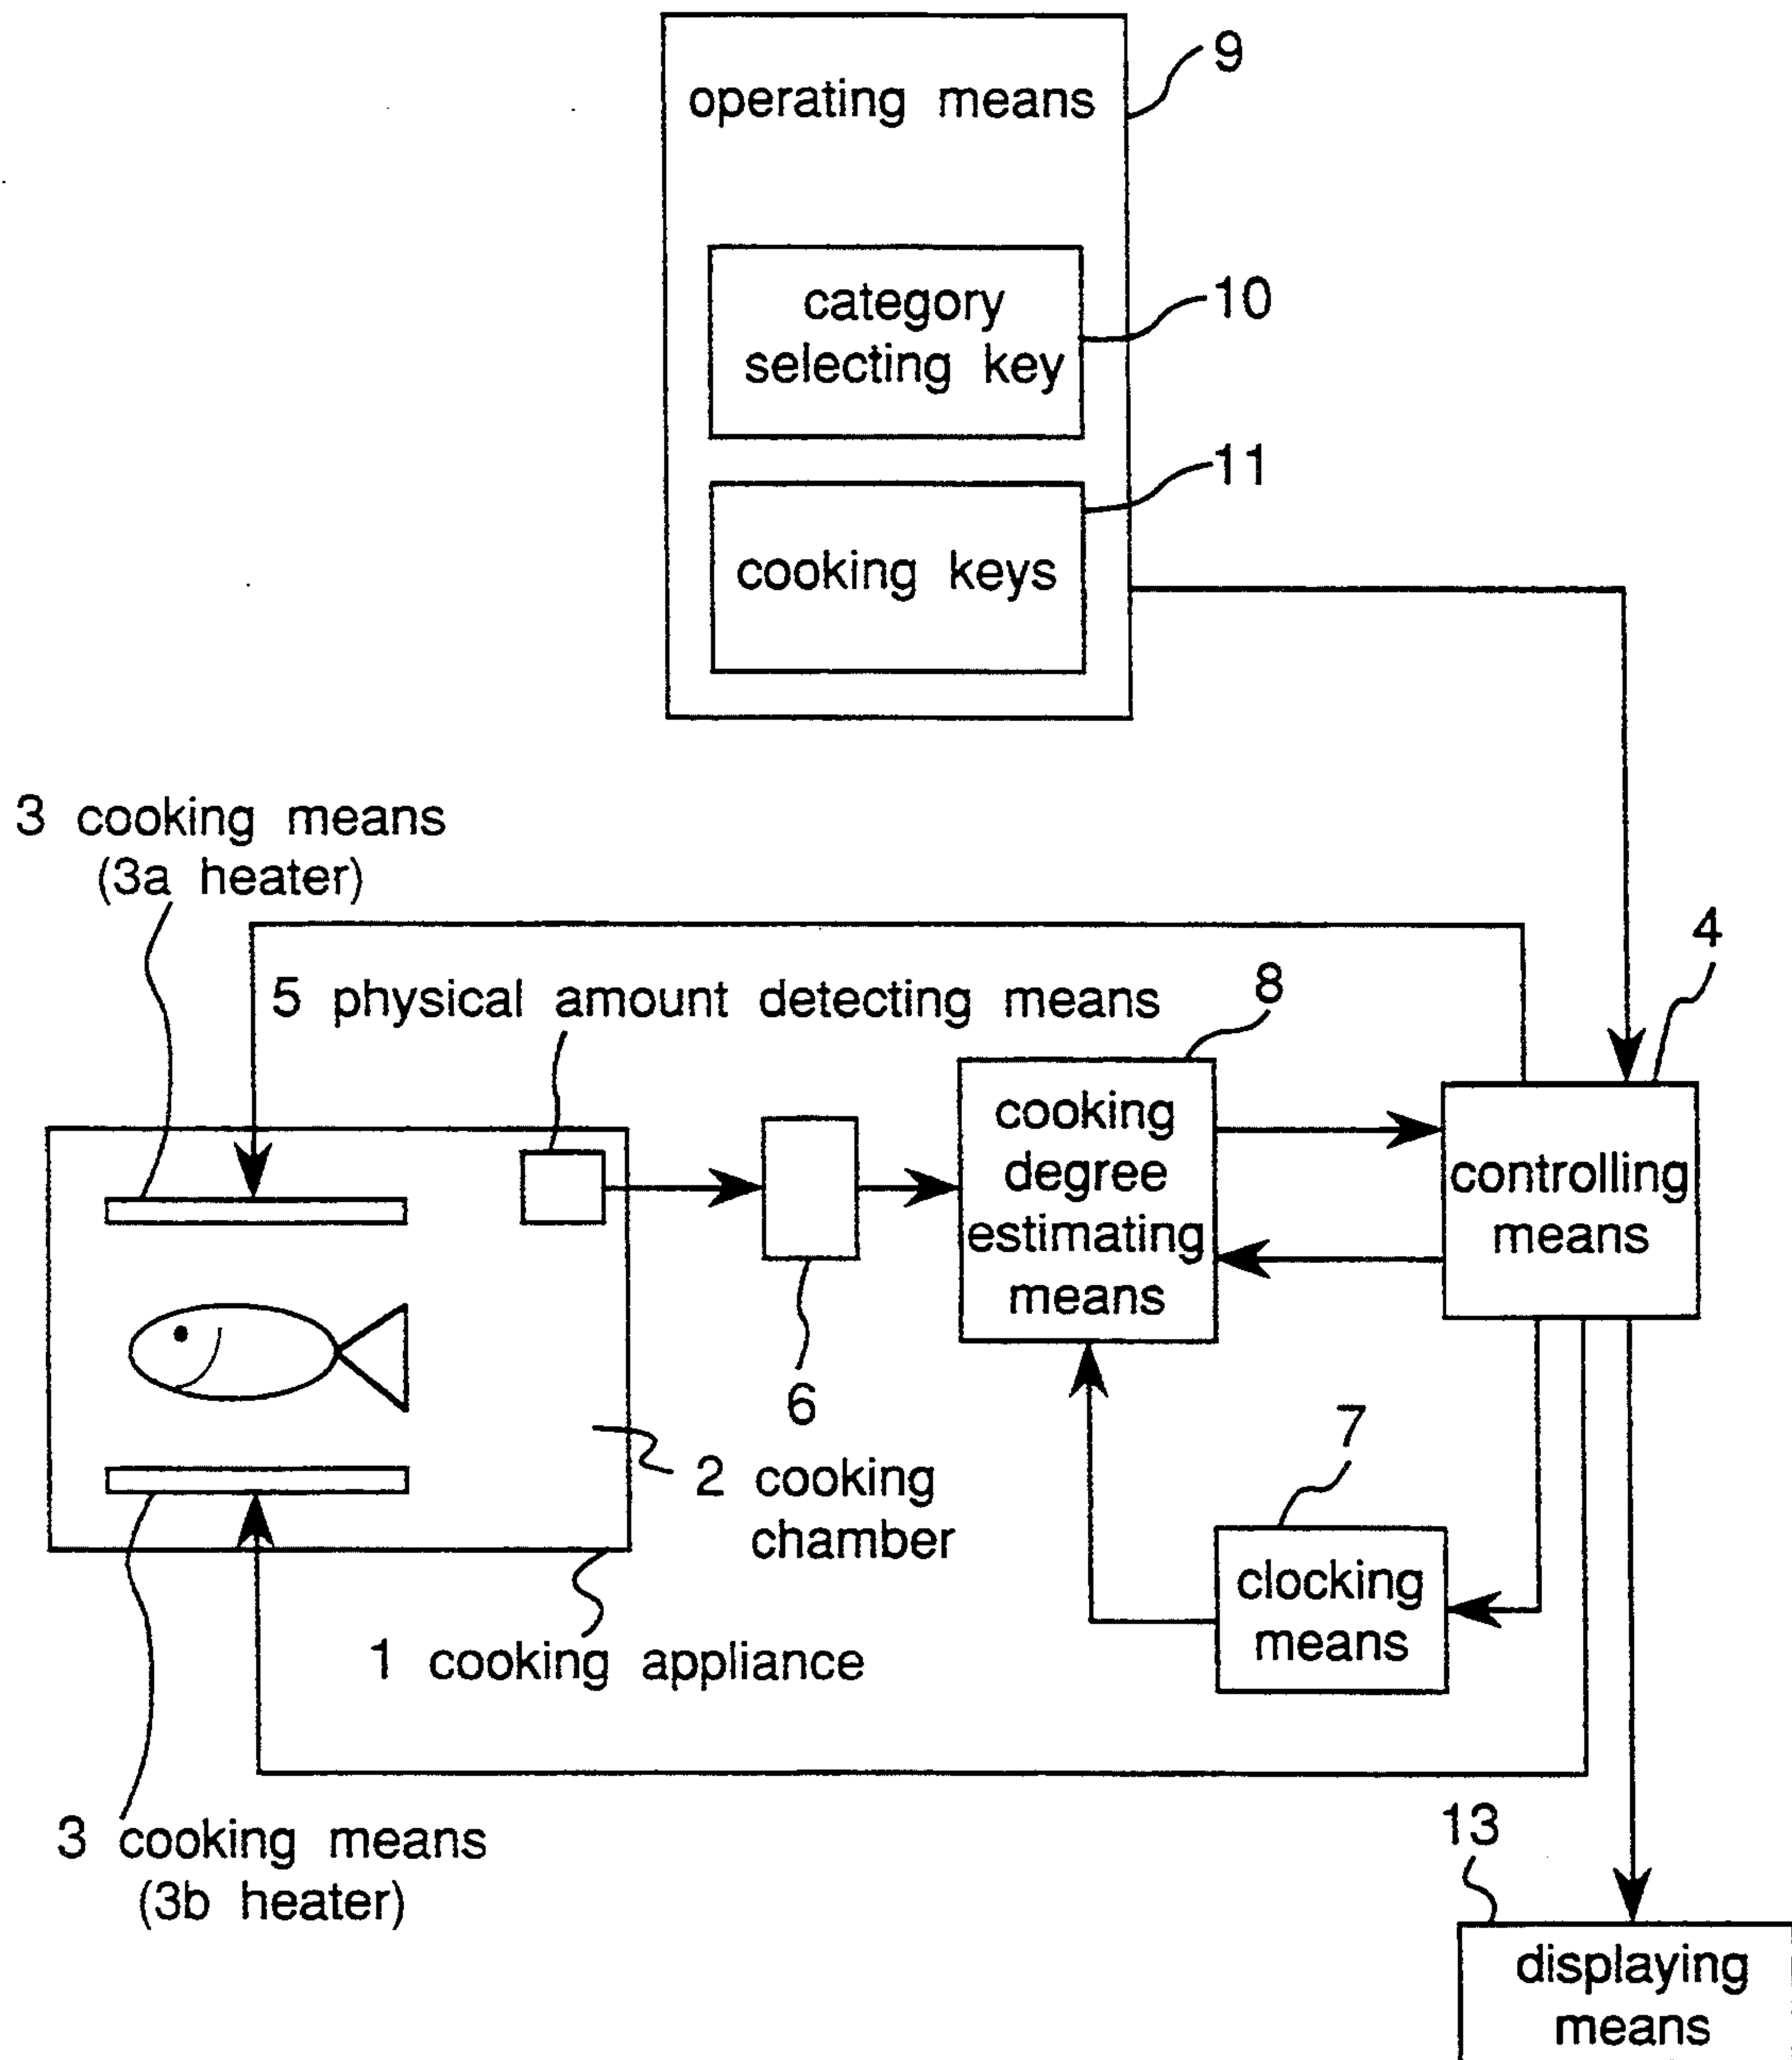 9
operating means
category
selecting key
10
11
cooking keys
3 cooking means
(3a heater)
4
5 physical amount detecting means
8
cooking
degree
estimating
means
controlling
means
6
7
2 cooking
chamber
clocking
means
1 cooking appliance
3 cooking means
(3b heater)
13
displaying
means